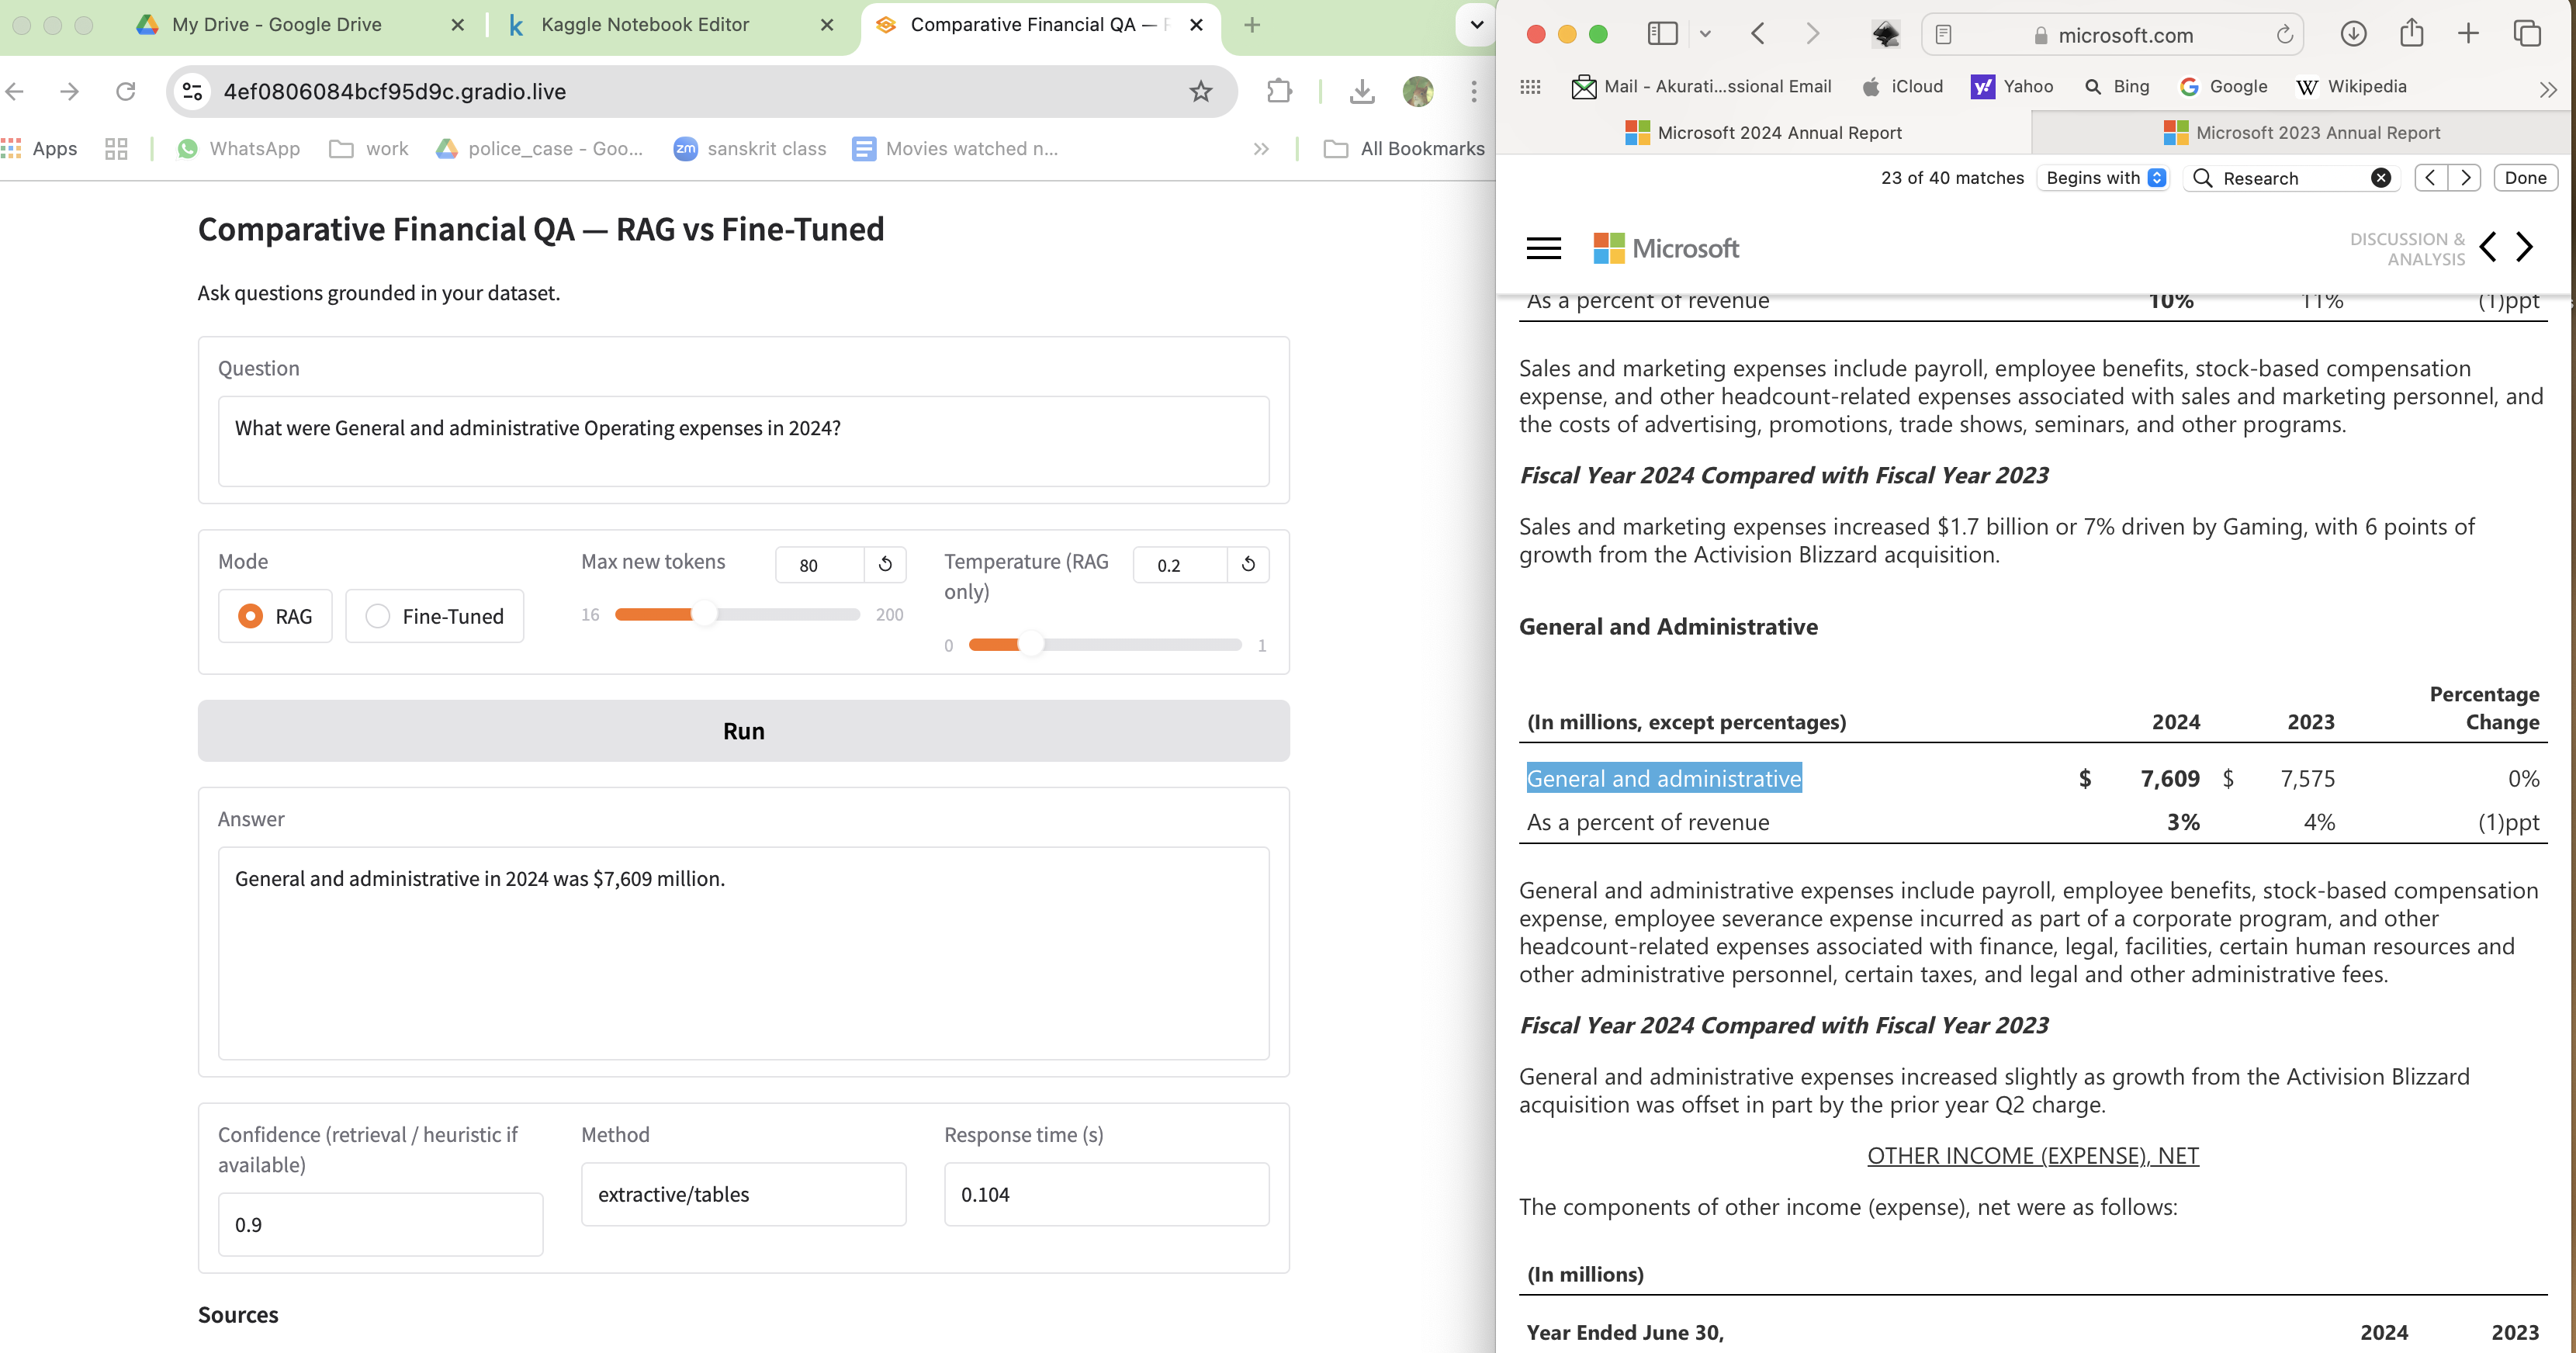 My Drive - Google Drive
Kaggle Notebook Editor
Comparative Financial QA —
4ef0806084bcf95d9c.gradio.live
Apps
WhatsApp
work
police_case - Goo...
zm
sanskrit class
Movies watched n...
All Bookmarks
Comparative Financial QA — RAG vs Fine-Tuned
Ask questions grounded in your dataset.
Question
What were General and administrative Operating expenses in 2024?
Mode
RAG
Fine-Tuned
Max new tokens
80
16
200
Temperature (RAG only)
0.2
0
1
Run
Answer
General and administrative in 2024 was $7,609 million.
Confidence (retrieval / heuristic if
available)
0.9
Method
extractive/tables
Response time (s)
0.104
Sources
microsoft.com
Mail - Akurati...ssional Email
iCloud
Yahoo
Bing
Google
Wikipedia
Microsoft 2024 Annual Report
Microsoft 2023 Annual Report
23 of 40 matches
Begins with
Research
Done
Microsoft
DISCUSSION &
ANALYSIS
As a percent of revenue 10% 11% (1)ppt
Sales and marketing expenses include payroll, employee benefits, stock-based compensation
expense, and other headcount-related expenses associated with sales and marketing personnel, and
the costs of advertising, promotions, trade shows, seminars, and other programs.
Fiscal Year 2024 Compared with Fiscal Year 2023
Sales and marketing expenses increased $1.7 billion or 7% driven by Gaming, with 6 points of
growth from the Activision Blizzard acquisition.
General and Administrative
Percentage
(In millions, except percentages) 2024 2023 Change
General and administrative $ 7,609 $ 7,575 0%
As a percent of revenue 3% 4% (1)ppt
General and administrative expenses include payroll, employee benefits, stock-based compensation
expense, employee severance expense incurred as part of a corporate program, and other
headcount-related expenses associated with finance, legal, facilities, certain human resources and
other administrative personnel, certain taxes, and legal and other administrative fees.
Fiscal Year 2024 Compared with Fiscal Year 2023
General and administrative expenses increased slightly as growth from the Activision Blizzard
acquisition was offset in part by the prior year Q2 charge.
OTHER INCOME (EXPENSE), NET
The components of other income (expense), net were as follows:
(In millions)
Year Ended June 30, 2024 2023